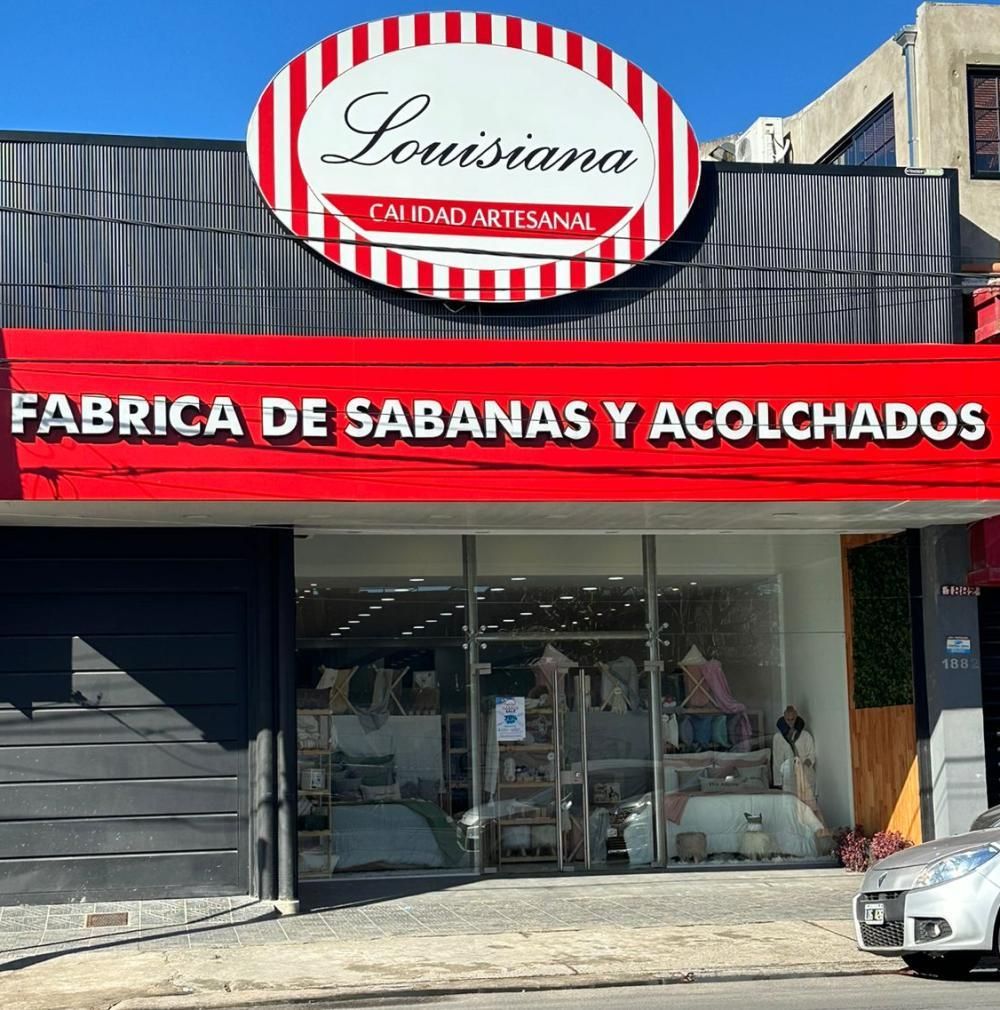 Louisiana
CALIDAD ARTESANAL
FABRICA DE SABANAS Y ACOLCHADOS
1882
1882